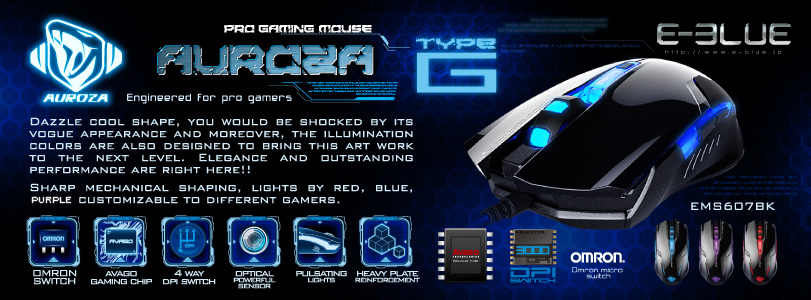 PRO GAMING MOUSE
AUROZA
TYPE
G
E-BLUE
http://www.e-blue.jp
AUROZA
Engineered for pro gamers
DAZZLE COOL SHAPE, YOU WOULD BE SHOCKED BY ITS
VOGUE APPEARANCE AND MOREOVER, THE ILLUMINATION
COLORS ARE ALSO DESIGNED TO BRING THIS ART WORK
TO THE NEXT LEVEL. ELEGANCE AND OUTSTANDING
PERFORMANCE ARE RIGHT HERE!!
SHARP MECHANICAL SHAPING, LIGHTS BY RED, BLUE,
PURPLE CUSTOMIZABLE TO DIFFERENT GAMERS.
EMS607BK
OMRON
AVAGO
OMRON
SWITCH
AVAGO
GAMING CHIP
4 WAY
DPI SWITCH
OPTICAL
POWERFUL
SENSOR
PULSATING
LIGHTS
HEAVY PLATE
REINFORCEMENT
GAMING CHIP
3000
DPI
SWITCH
OMRON.
Omron micro
switch